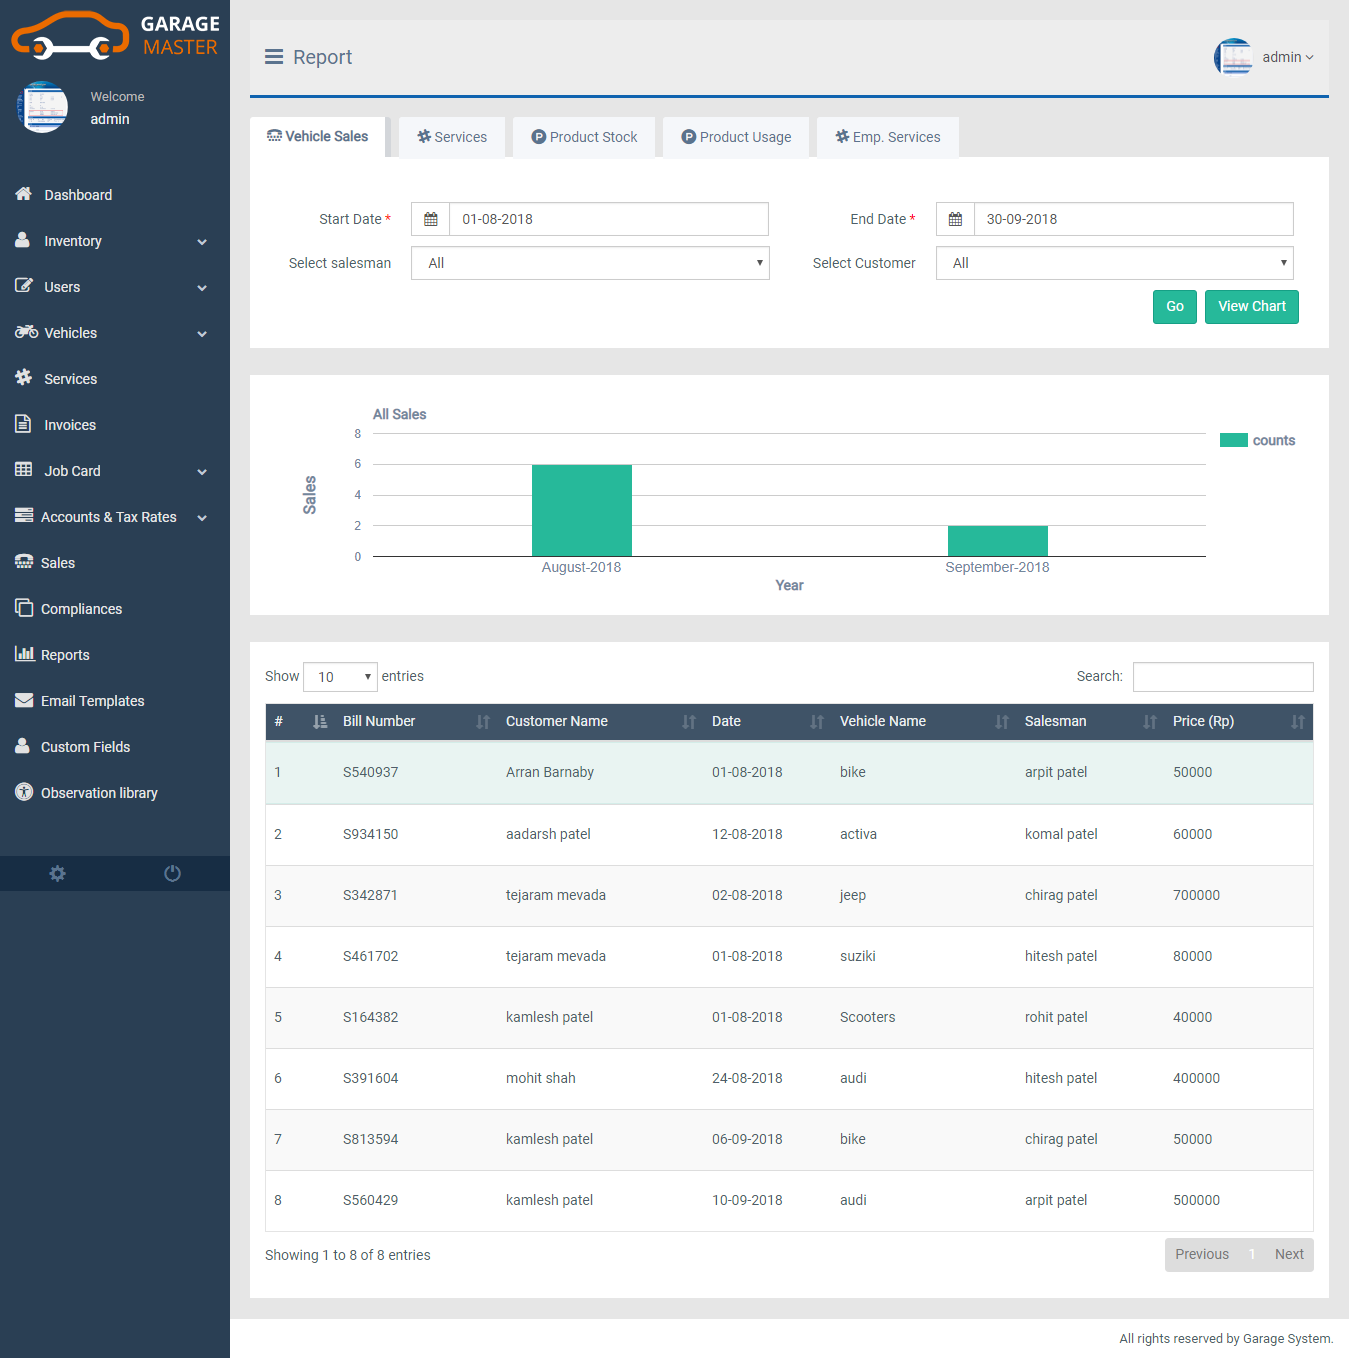 GARAGE
MASTER
Welcome
admin
Dashboard
Inventory
Users
Vehicles
Services
Invoices
Job Card
Accounts & Tax Rates
Sales
Compliances
Reports
Email Templates
Custom Fields
Observation library
Report
admin
Vehicle Sales
Services
P Product Stock
P Product Usage
Emp. Services
Start Date * 01-08-2018
End Date * 30-09-2018
Select salesman All
Select Customer All
Go
View Chart
All Sales
8
6
4
2
0
Sales
August-2018
September-2018
Year
counts
Show 10 entries
Search:
# Bill Number Customer Name Date Vehicle Name Salesman Price (Rp)
1 S540937 Arran Barnaby 01-08-2018 bike arpit patel 50000
2 S934150 aadarsh patel 12-08-2018 activa komal patel 60000
3 S342871 tejaram mevada 02-08-2018 jeep chirag patel 700000
4 S461702 tejaram mevada 01-08-2018 suziki hitesh patel 80000
5 S164382 kamlesh patel 01-08-2018 Scooters rohit patel 40000
6 S391604 mohit shah 24-08-2018 audi hitesh patel 400000
7 S813594 kamlesh patel 06-09-2018 bike chirag patel 50000
8 S560429 kamlesh patel 10-09-2018 audi arpit patel 500000
Showing 1 to 8 of 8 entries
Previous 1 Next
All rights reserved by Garage System.